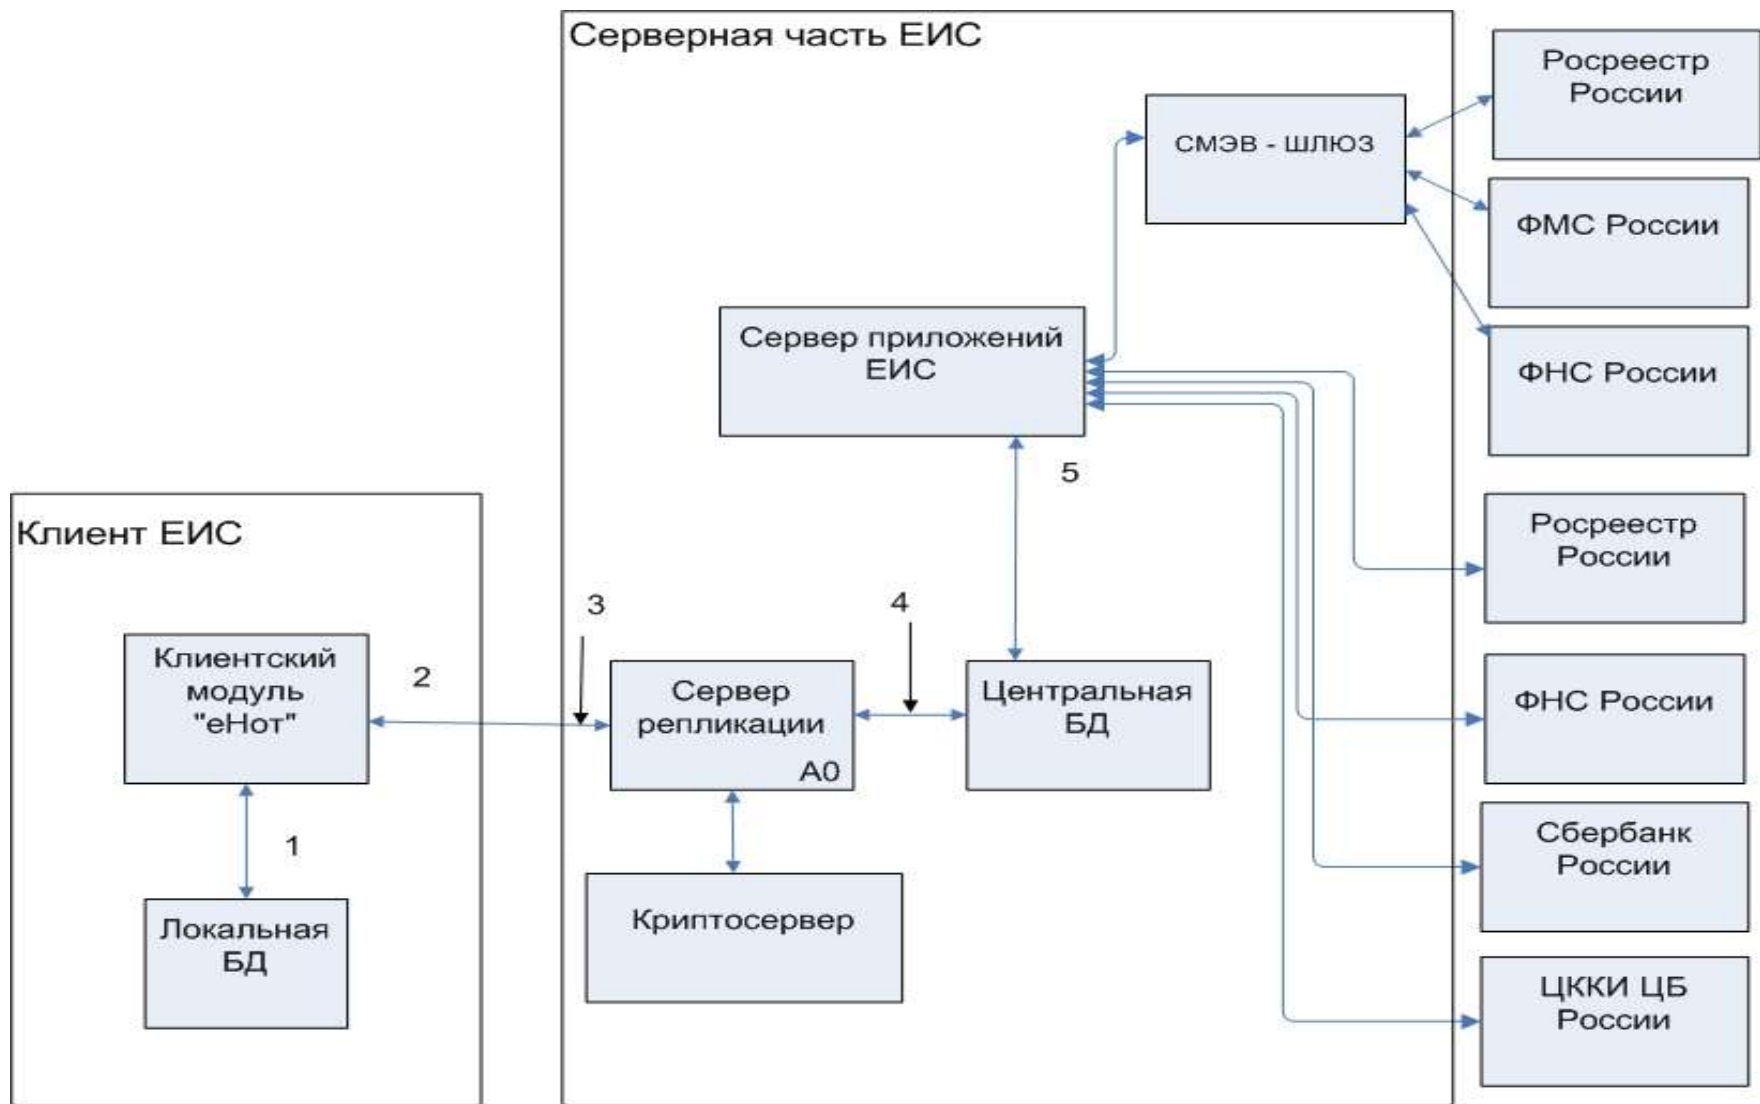 Серверная часть ЕИС
Росреестр
России
СМЭВ - ШЛЮЗ
ФМС России
Сервер приложений
ЕИС
ФНС России
5
Клиент ЕИС
Росреестр
России
3
4
Клиентский
модуль
"еНот"
2
Сервер
репликации
А0
Центральная
БД
ФНС России
1
Сбербанк
России
Локальная
БД
Криптосервер
ЦККИ ЦБ
России